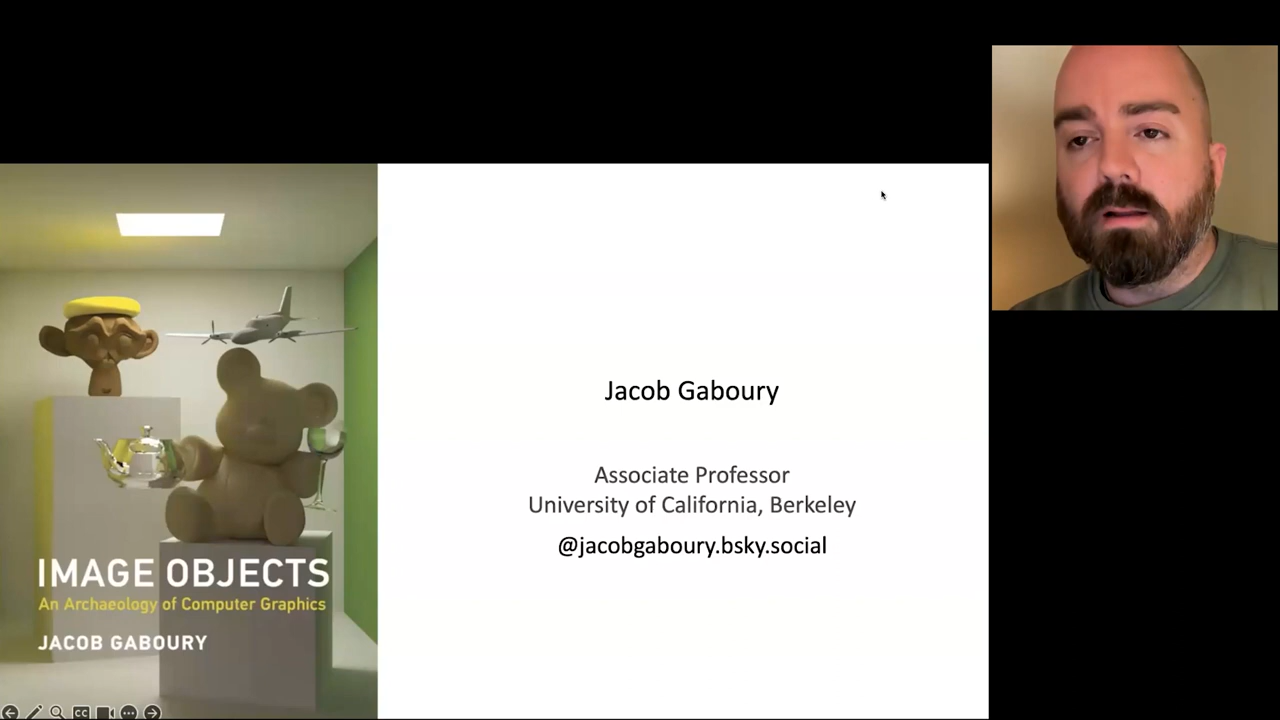 IMAGE OBJECTS
An Archaeology of Computer Graphics
JACOB GABOURY
Jacob Gaboury
Associate Professor
University of California, Berkeley
@jacobgaboury.bsky.social
CC